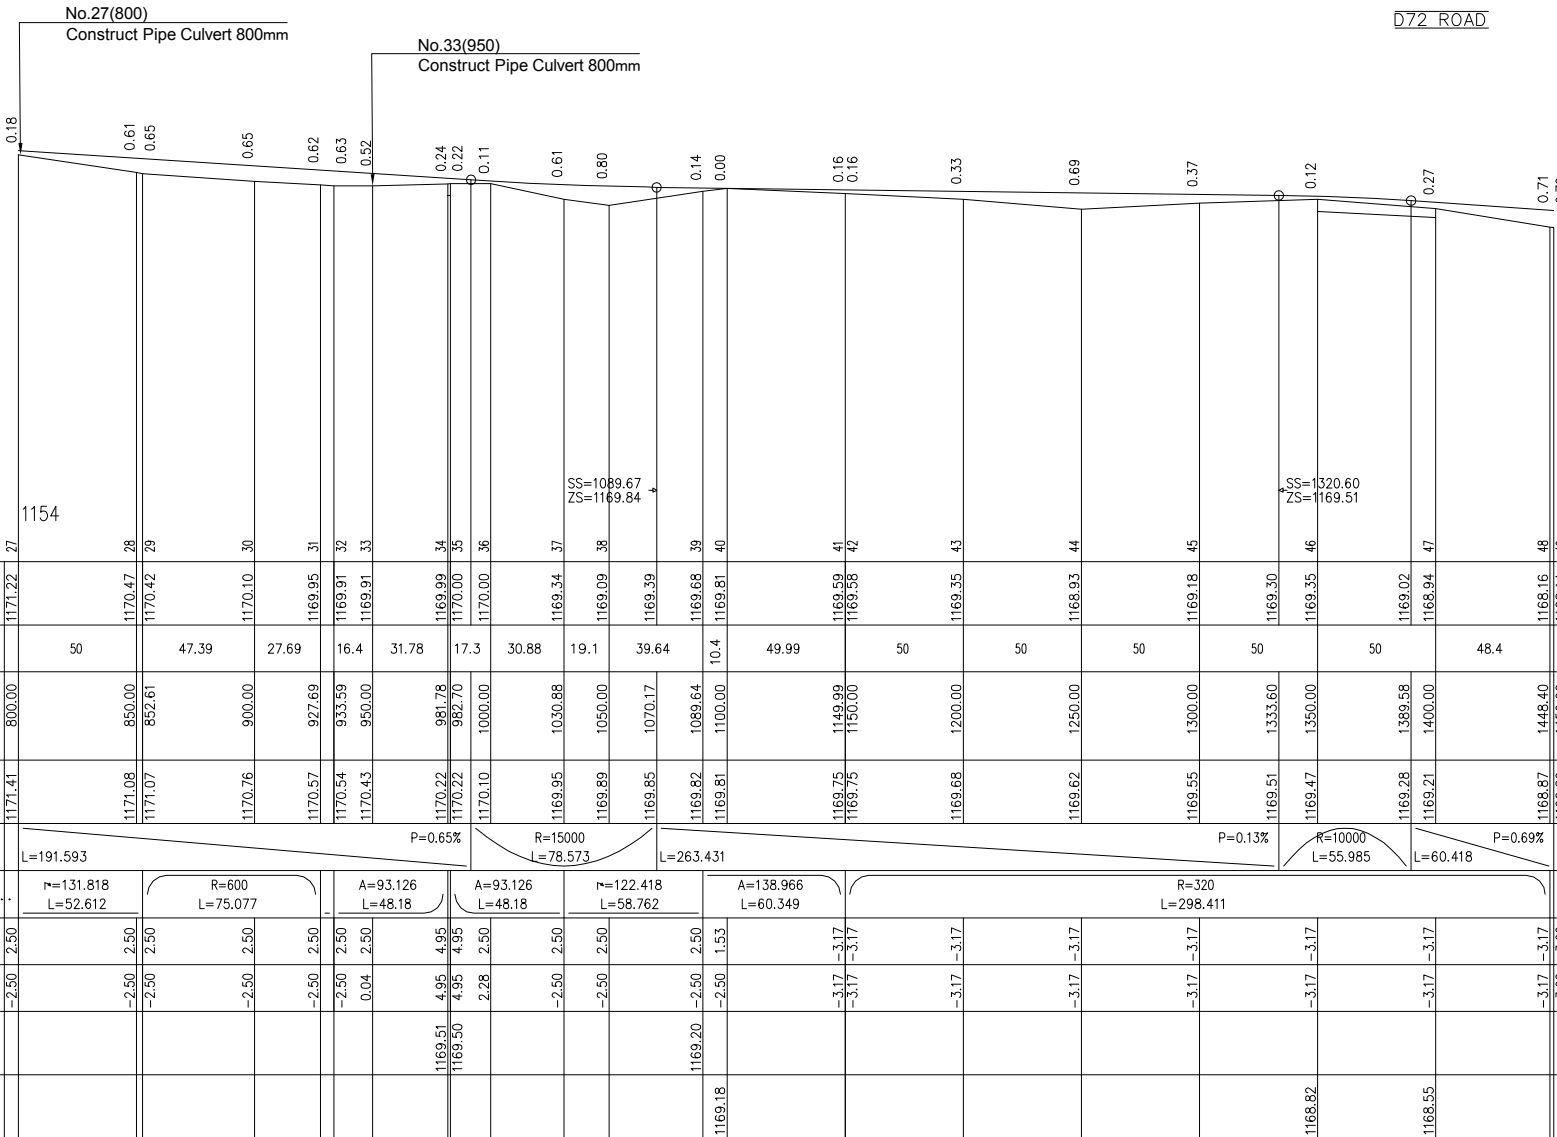 No.27(800)
Construct Pipe Culvert 800mm
No.33(950)
Construct Pipe Culvert 800mm
D72 ROAD
0.18 0.61 0.65 0.65 0.62 0.63 0.52 0.24 0.22 0.11 0.61 0.80 0.14 0.00 0.16 0.16 0.33 0.69 0.37 0.12 0.27 0.71
SS=1089.67
ZS=1169.84
SS=1320.60
ZS=1169.51
1154
27 28 29 30 31 32 33 34 35 36 37 38 39 40 41 42 43 44 45 46 47 48
1171.22 1170.47 1170.42 1170.10 1169.95 1169.91 1169.91 1169.99 1170.00 1170.00 1169.34 1169.09 1169.39 1169.68 1169.81 1169.59 1169.58 1169.35 1168.93 1169.18 1169.30 1169.35 1169.02 1168.94 1168.16
50 47.39 27.69 16.4 31.78 17.3 30.88 19.1 39.64 10.4 49.99 50 50 50 50 50 48.4
800.00 850.00 852.61 900.00 927.69 933.59 950.00 981.78 982.70 1000.00 1030.88 1050.00 1070.17 1089.64 1100.00 1149.99 1150.00 1200.00 1250.00 1300.00 1333.60 1350.00 1389.58 1400.00 1448.40
1171.41 1171.08 1171.07 1170.76 1170.57 1170.54 1170.43 1170.22 1170.22 1170.10 1169.95 1169.89 1169.85 1169.82 1169.81 1169.75 1169.75 1169.68 1169.62 1169.55 1169.51 1169.47 1169.28 1169.21 1168.87
P=0.65% R=15000 P=0.13% R=10000 P=0.69%
L=191.593 L=78.573 L=263.431 L=55.985 L=60.418
r=131.818 R=600 A=93.126 A=93.126 r=122.418 A=138.966 R=320
L=52.612 L=75.077 L=48.18 L=48.18 L=58.762 L=60.349 L=298.411
2.50 2.50 2.50 2.50 2.50 2.50 2.50 4.95 4.95 2.50 2.50 2.50 2.50 1.53 -3.17 -3.17 -3.17 -3.17 -3.17 -3.17 -3.17 -3.17
-2.50 -2.50 -2.50 -2.50 -2.50 -2.50 0.04 4.95 4.95 2.28 -2.50 -2.50 -2.50 -2.50 -3.17 -3.17 -3.17 -3.17 -3.17 -3.17 -3.17 -3.17
1169.51 1169.50 1169.20
1169.18 1168.82 1168.55